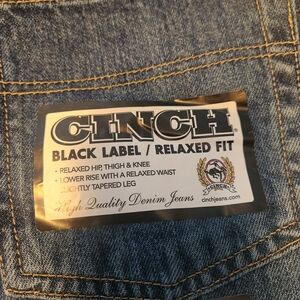 CINCH
BLACK LABEL / RELAXED FIT
• RELAXED HIP, THIGH & KNEE
• LOWER RISE WITH A RELAXED WAIST
• SLIGHTLY TAPERED LEG
High Quality Denim Jeans
CINCH
cinchjeans.com